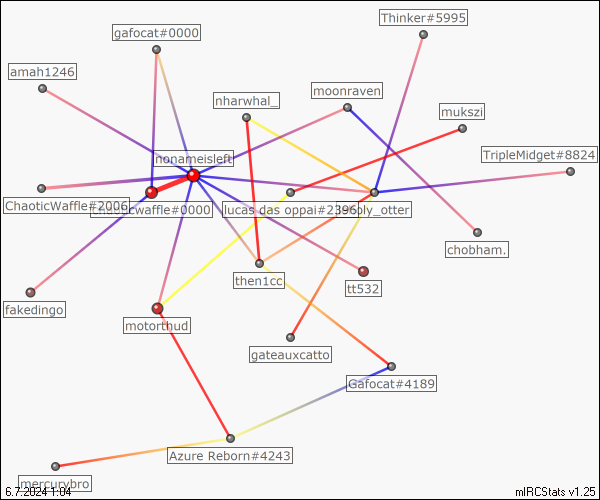 Thinker#5995
gafocat#0000
amah1246
moonraven
nharwhal_
mukszi
nonameisleft
TripleMidget#8824
ChaoticWaffle#2006
waffle#0000
lucas das oppai#2396
oly_otter
chobham.
then1cc
tt532
fakedingo
motorthud
gateauxcatto
Gafocat#4189
Azure Reborn#4243
mercurybro
6.7.2024 1:04
mIRCStats v1.25